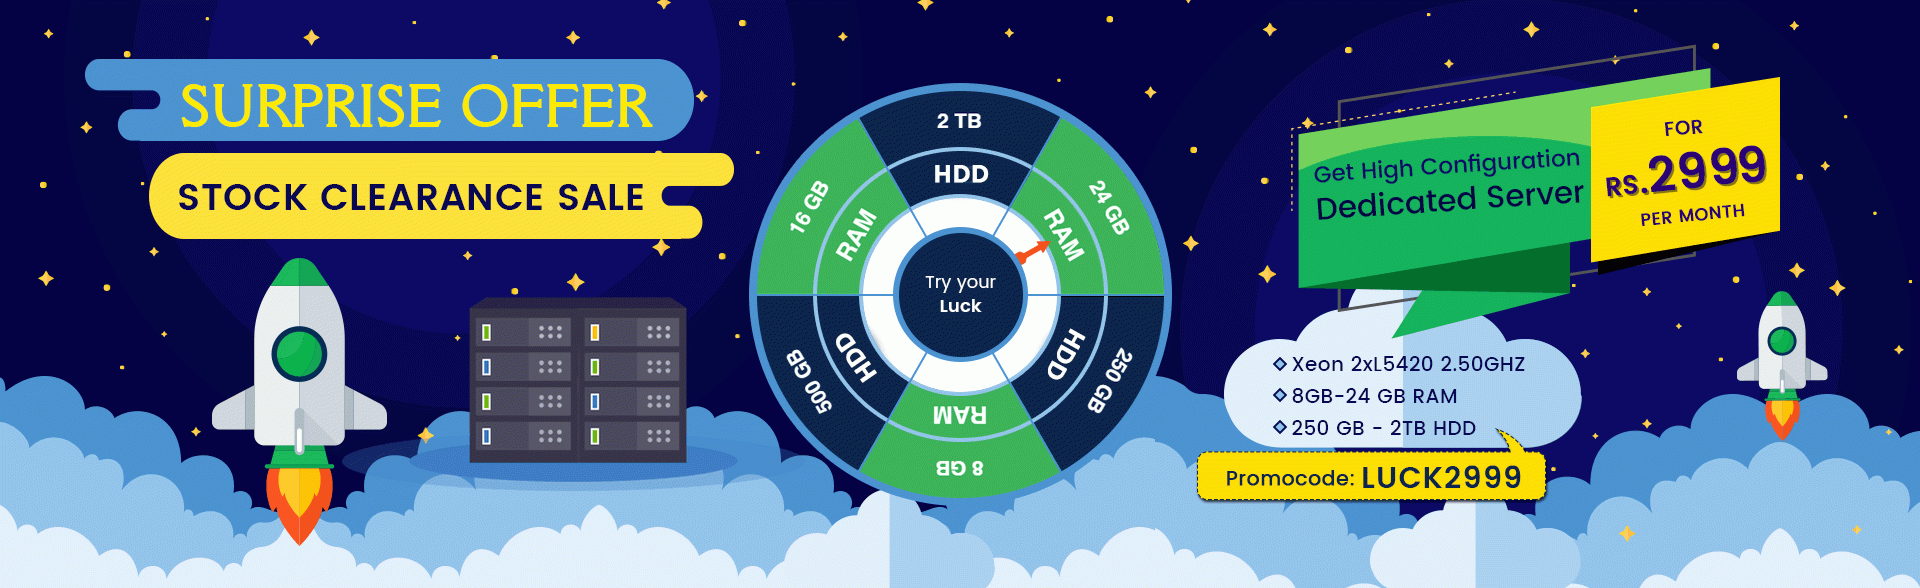 SURPRISE OFFER
STOCK CLEARANCE SALE
2 TB
HDD
24 GB
RAM
250 GB
HDD
8 GB
RAM
500 GB
HDD
16 GB
RAM
Try your
Luck
Get High Configuration
Dedicated Server
FOR
RS.2999
PER MONTH
Xeon 2xL5420 2.50GHZ
8GB-24 GB RAM
250 GB - 2TB HDD
Promocode: LUCK2999